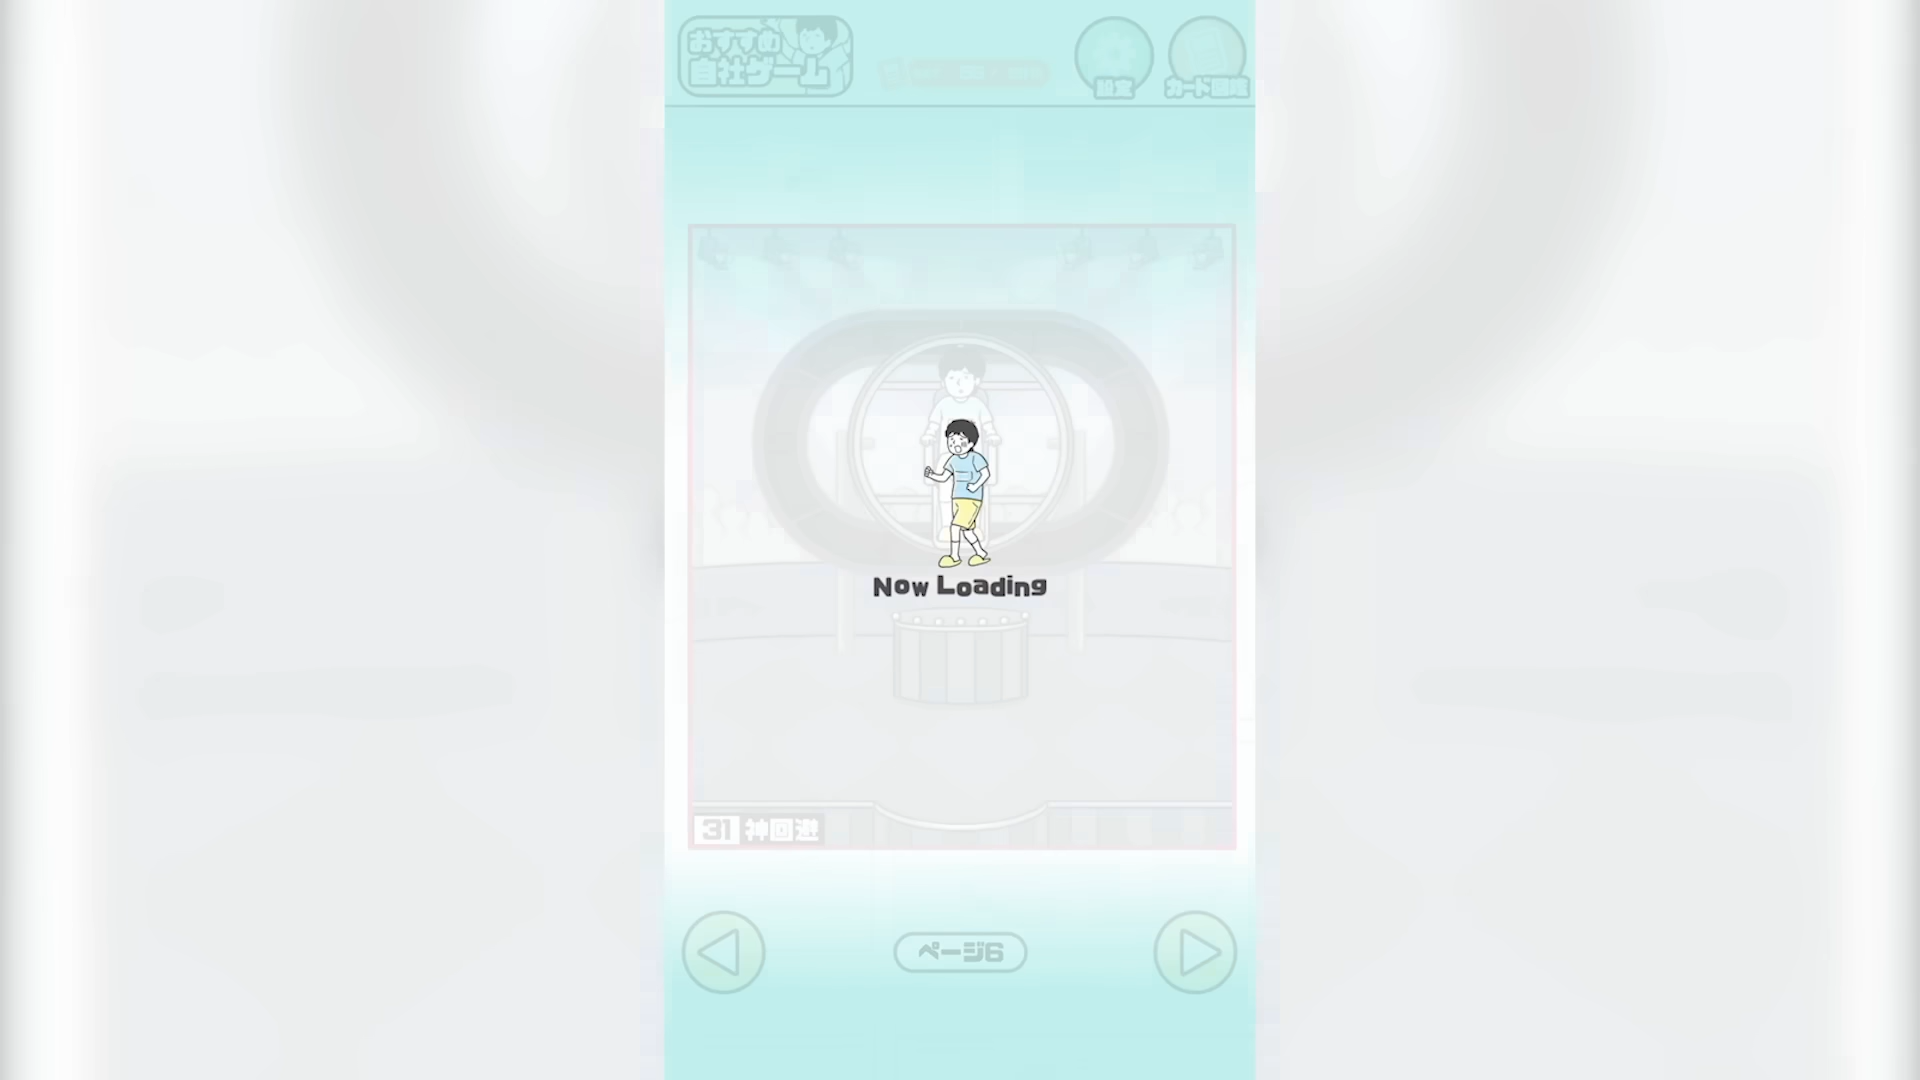 おすすめ
自社ゲーム
設定
カード図鑑
Now Loading
31 神回避
ページ6